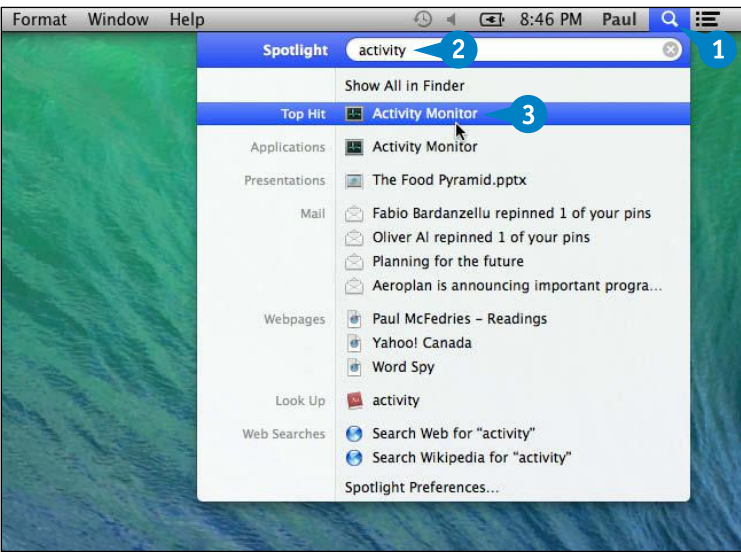 Format Window Help 8:46 PM Paul
1
Spotlight activity 2
Show All in Finder
Top Hit Activity Monitor 3
Applications Activity Monitor
Presentations The Food Pyramid.pptx
Mail Fabio Bardanzellu repinned 1 of your pins
Oliver Al repinned 1 of your pins
Planning for the future
Aeroplan is announcing important progra...
Webpages Paul McFedries – Readings
Yahoo! Canada
Word Spy
Look Up activity
Web Searches Search Web for “activity”
Search Wikipedia for “activity”
Spotlight Preferences...